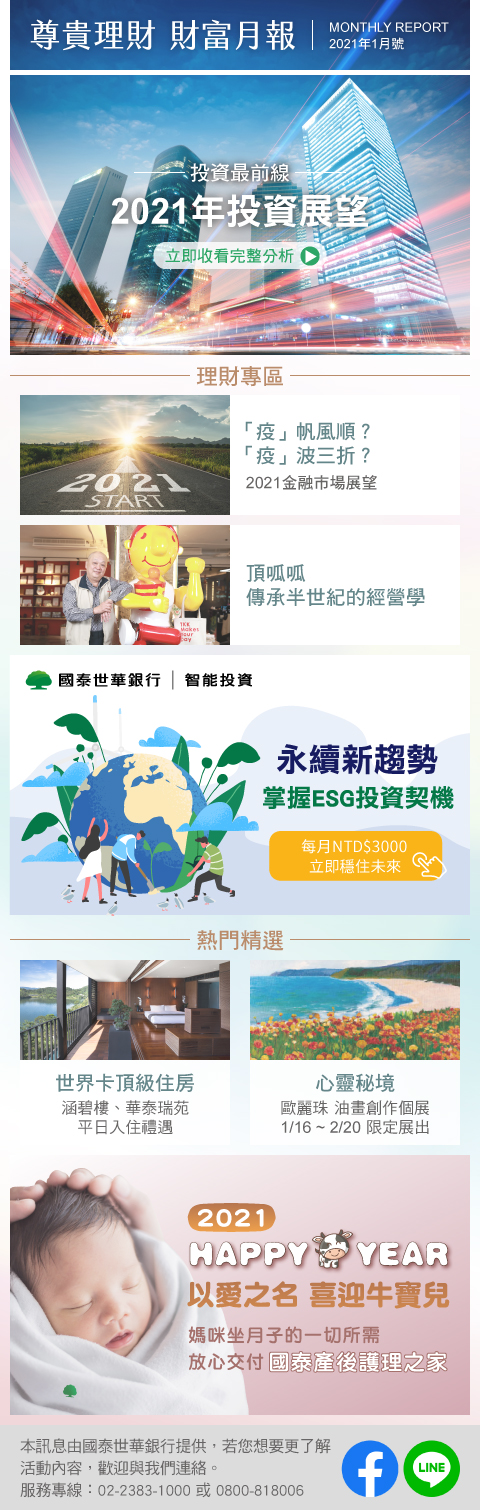 尊貴理財 財富月報
MONTHLY REPORT
2021年1月號
投資最前線
2021年投資展望
立即收看完整分析
理財專區
2021
START
「疫」帆風順？
「疫」波三折？
2021金融市場展望
TKK
Makes
Your
Day
頂呱呱
傳承半世紀的經營學
國泰世華銀行｜智能投資
永續新趨勢
掌握ESG投資契機
每月NTD$3000
立即穩住未來
熱門精選
世界卡頂級住房
涵碧樓、華泰瑞苑
平日入住禮遇
心靈秘境
歐麗珠 油畫創作個展
1/16 ~ 2/20 限定展出
2021
HAPPY YEAR
以愛之名 喜迎牛寶兒
媽咪坐月子的一切所需
放心交付 國泰產後護理之家
本訊息由國泰世華銀行提供，若您想要更了解
活動內容，歡迎與我們連絡。
服務專線：02-2383-1000 或 0800-818006
f
LINE